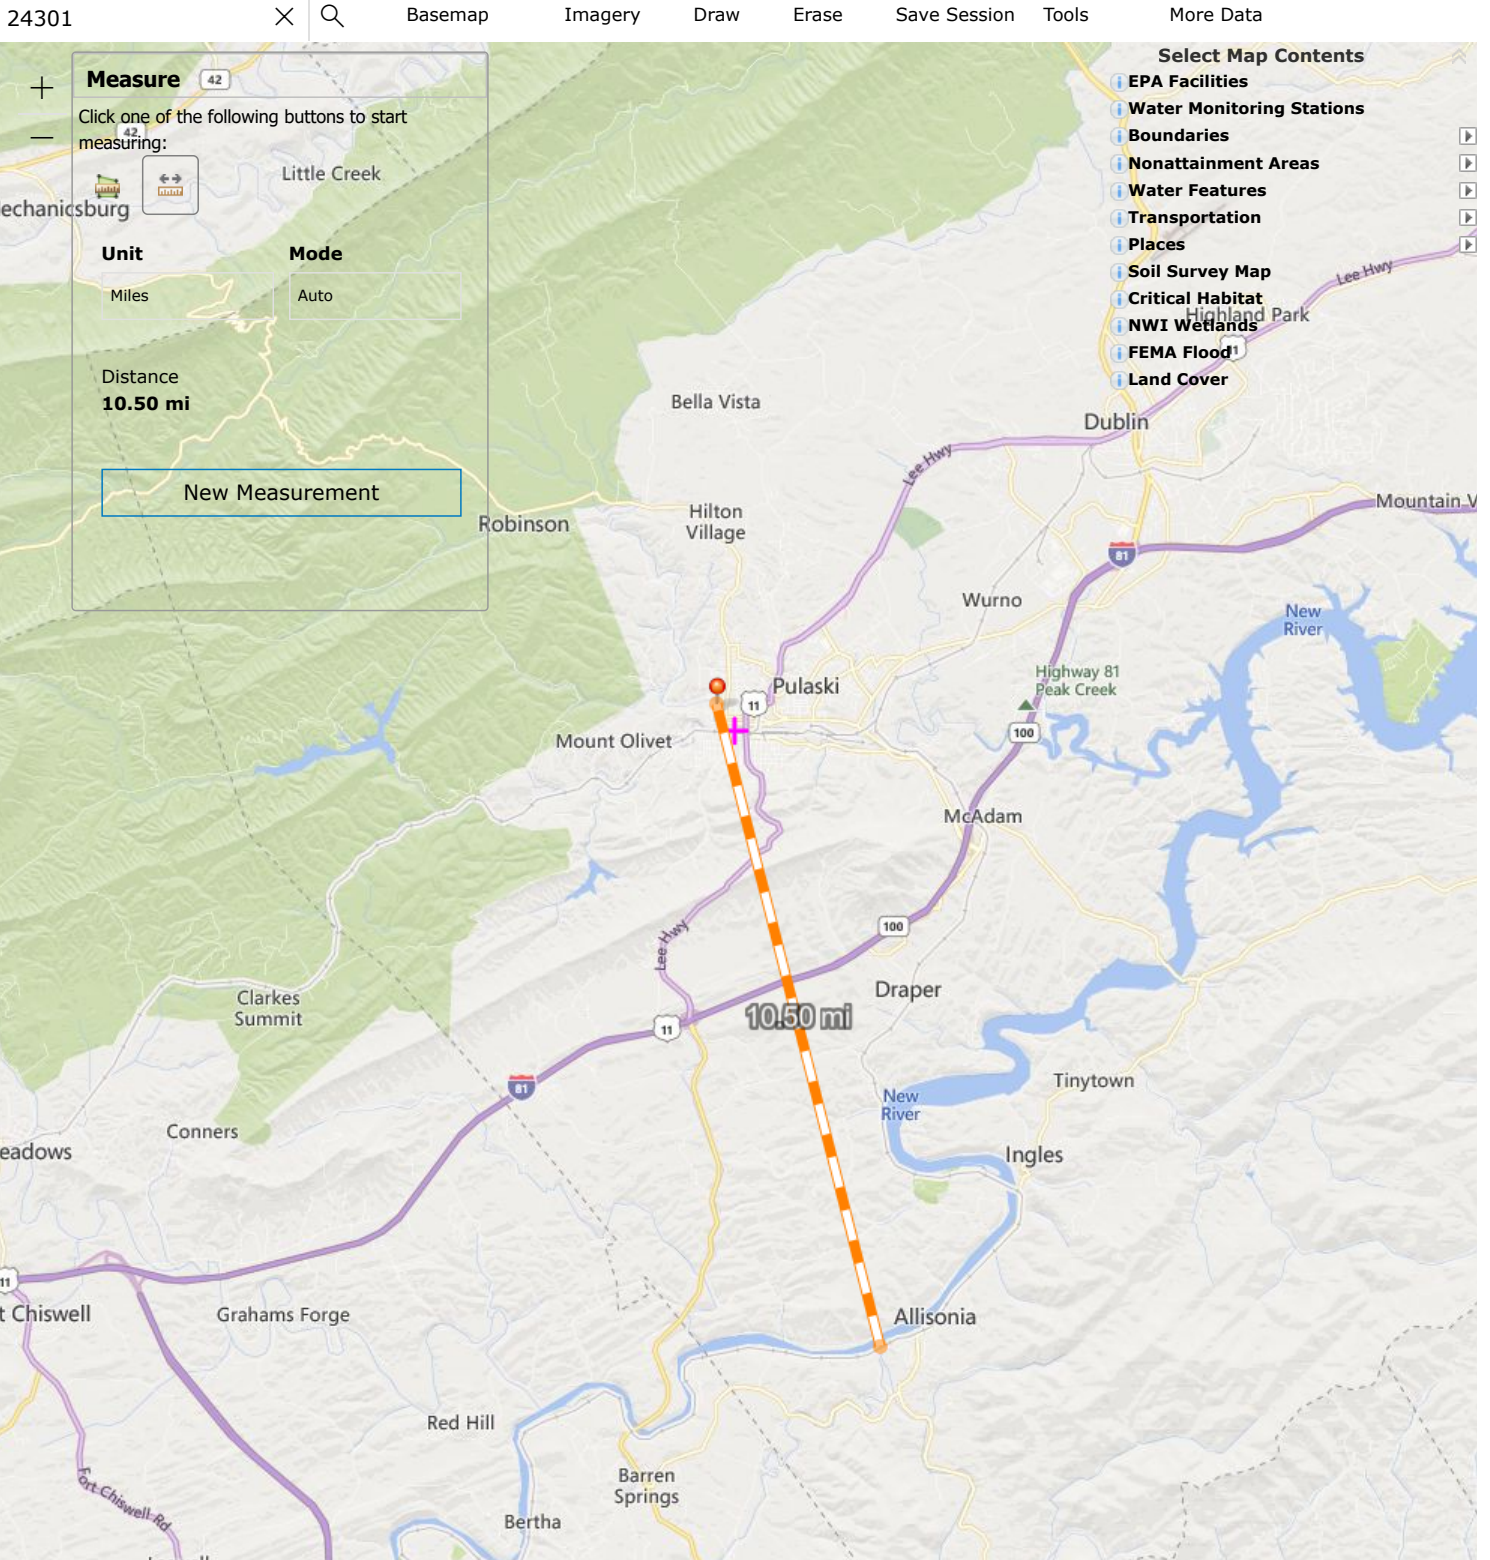 24301
Basemap
Imagery
Draw
Erase
Save Session
Tools
More Data
Measure
42
Click one of the following buttons to start
measuring:
42
Little Creek
echanicsburg
Unit
Mode
Miles
Auto
Distance
10.50 mi
New Measurement
Select Map Contents
EPA Facilities
Water Monitoring Stations
Boundaries
Nonattainment Areas
Water Features
Transportation
Places
Soil Survey Map
Critical Habitat
NWI Wetlands
FEMA Flood
Land Cover
Lee Hwy
Highland Park
11
Bella Vista
Dublin
Lee Hwy
Mountain V
Hilton
Village
Robinson
81
Wurno
New
River
Highway 81
Peak Creek
Pulaski
11
100
Mount Olivet
McAdam
100
Lee Hwy
Draper
Clarkes
Summit
10.50 mi
11
81
Tinytown
New
River
Conners
eadows
Ingles
11
t Chiswell
Grahams Forge
Allisonia
Red Hill
Barren
Springs
Fort Chiswell Rd
Bertha